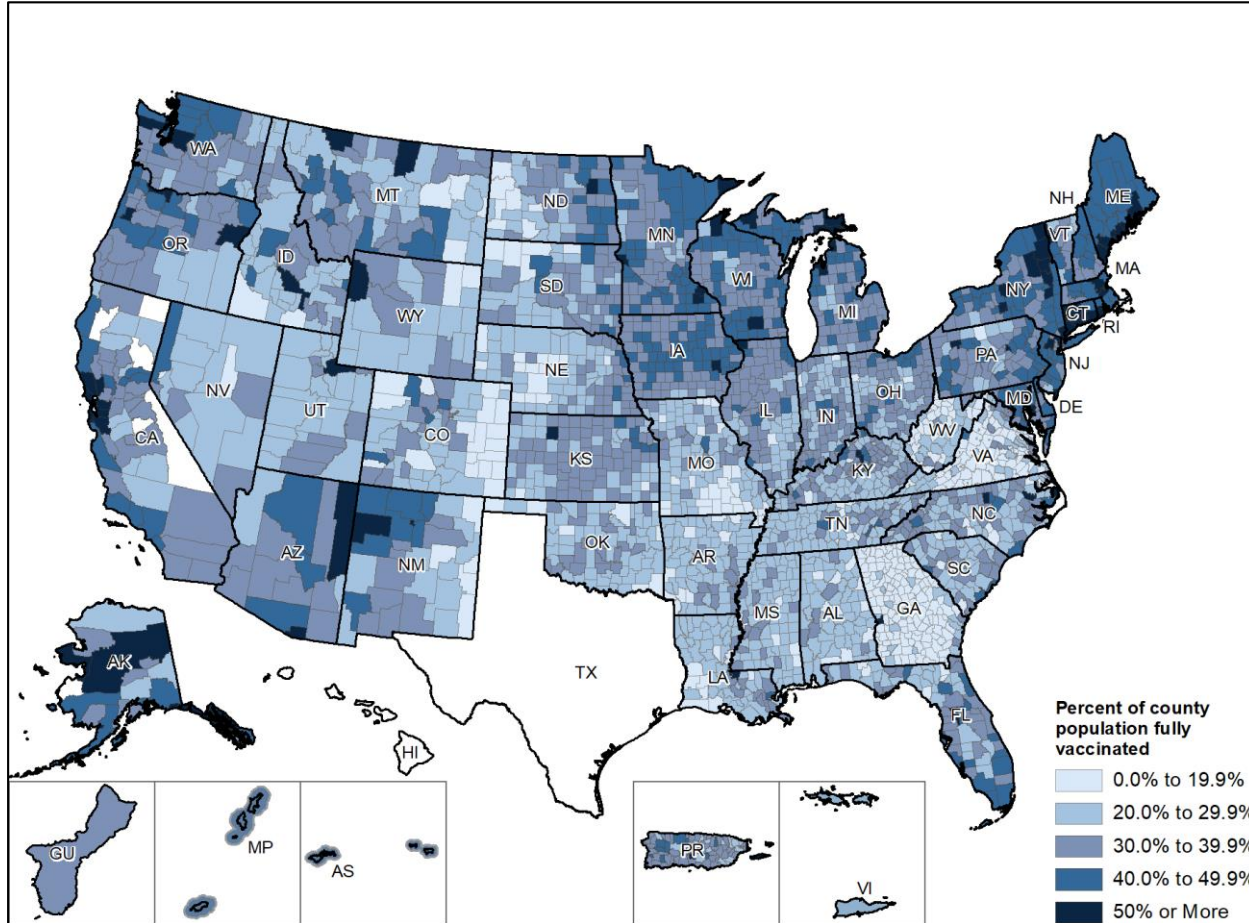 WA
MT
ND
MN
OR
ID
SD
WI
WY
MI
NH
VT
ME
NY
MA
CT
RI
PA
NJ
IA
NE
NV
UT
CO
CA
IL
IN
OH
MD
DE
WV
VA
KS
MO
KY
NC
TN
AZ
NM
OK
AR
SC
MS
AL
GA
LA
TX
FL
AK
HI
GU
MP
AS
PR
VI
Percent of county
population fully
vaccinated
0.0% to 19.9%
20.0% to 29.9%
30.0% to 39.9%
40.0% to 49.9%
50% or More